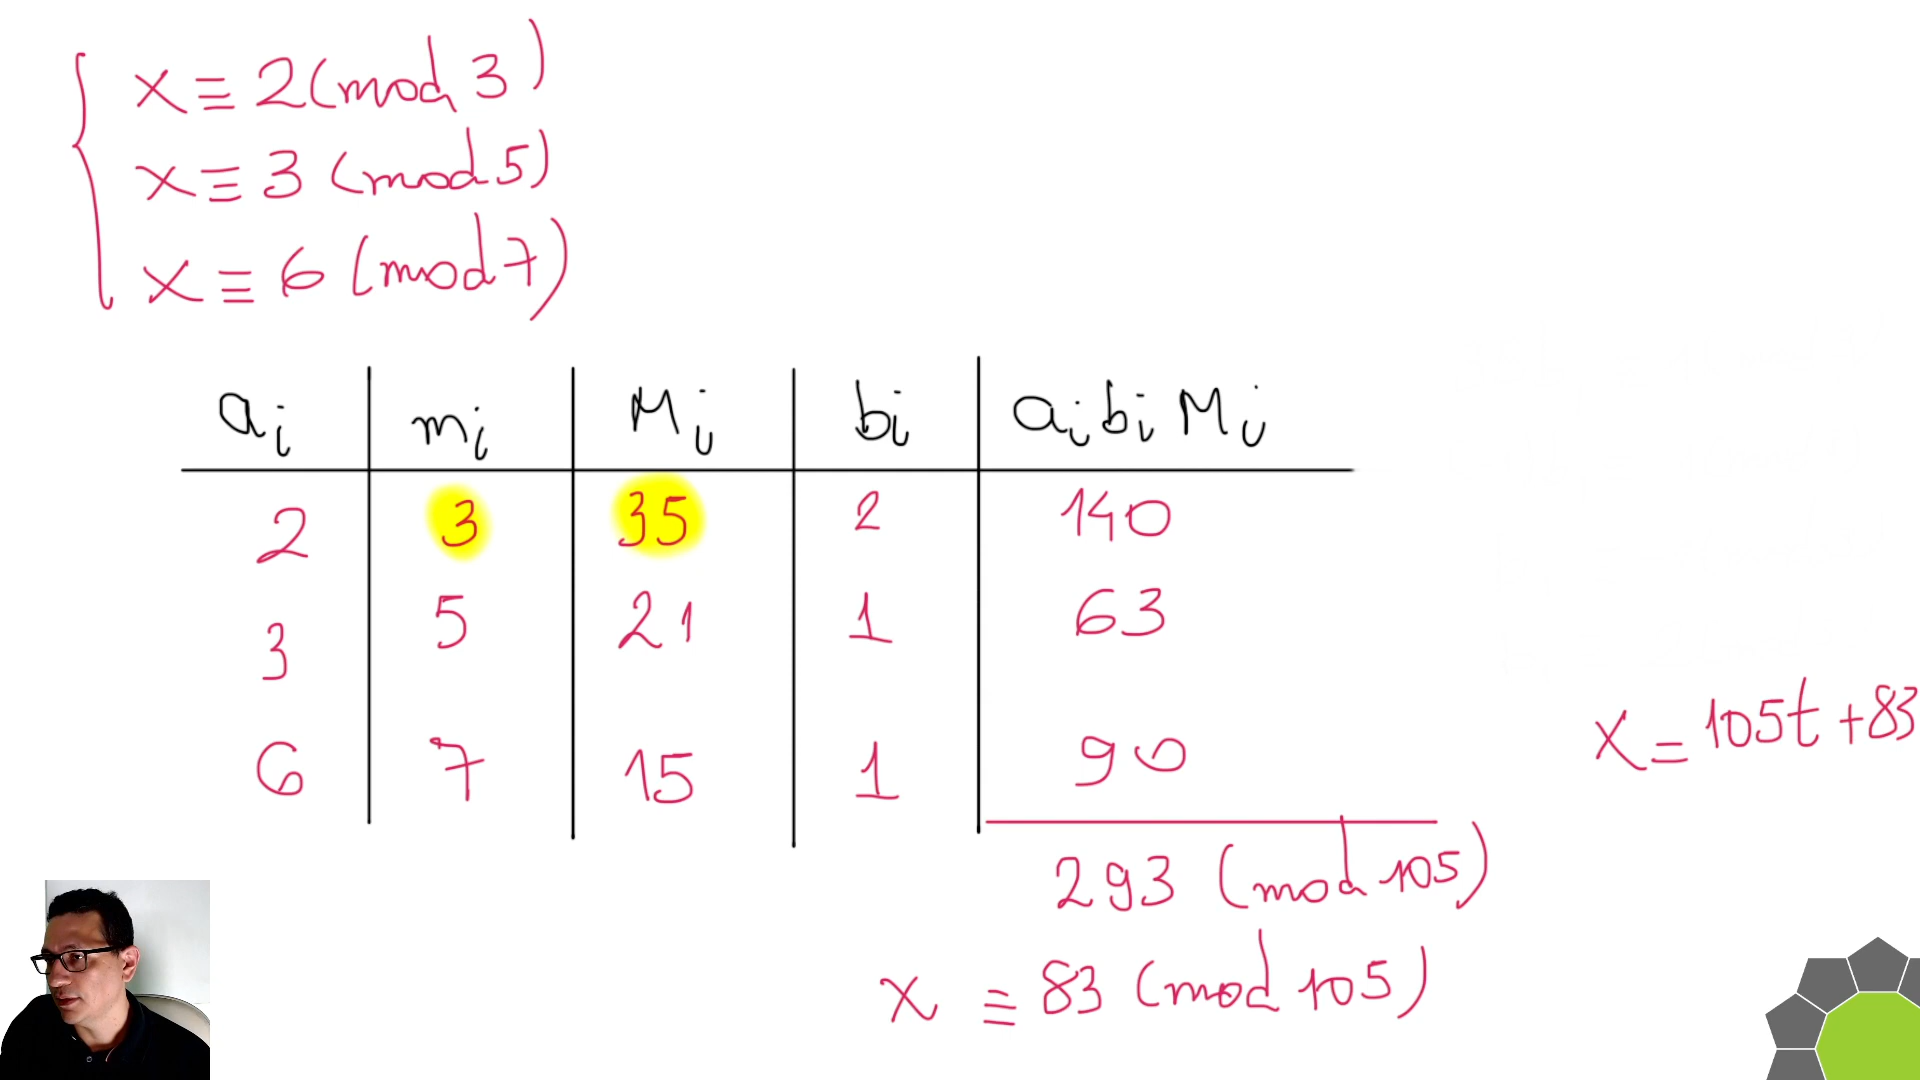 x ≡ 2 (mod 3)
x ≡ 3 (mod 5)
x ≡ 6 (mod 7)
aᵢ mᵢ Mᵢ bᵢ aᵢbᵢMᵢ
2 3 35 2 140
3 5 21 1 63
6 7 15 1 90
x = 105t + 83
293 (mod 105)
x ≡ 83 (mod 105)